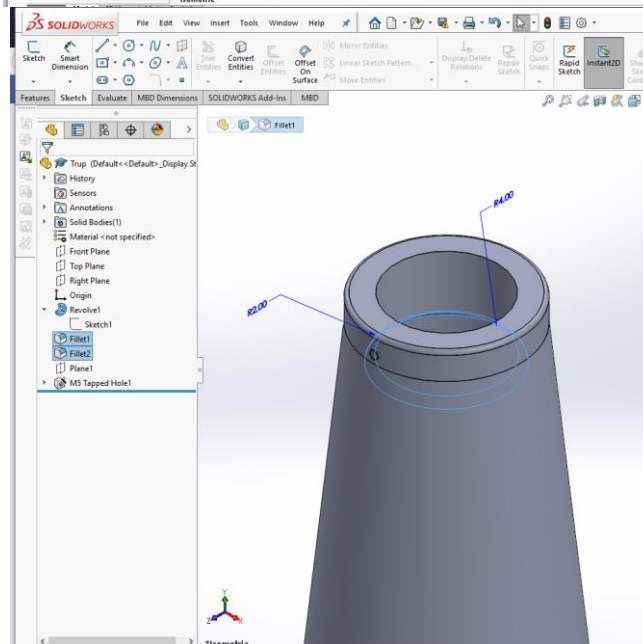 SOLIDWORKS File Edit View Insert Tools Window Help
Sketch Smart Dimension Trim Entities Convert Entities Offset Entities Offset On Surface Mirror Entities Linear Sketch Pattern Move Entities Display/Delete Relations Repair Sketch Quick Snaps Rapid Sketch Instant2D
Features Sketch Evaluate MBD Dimensions SOLIDWORKS Add-Ins MBD
Fillet1
Trup (Default<<Default>_Display St
History
Sensors
Annotations
Solid Bodies(1)
Material <not specified>
Front Plane
Top Plane
Right Plane
Origin
Revolve1
Sketch1
Fillet1
Fillet2
Plane1
M5 Tapped Hole1
R4.00
R2.00
Y
Z
X
*Isometric